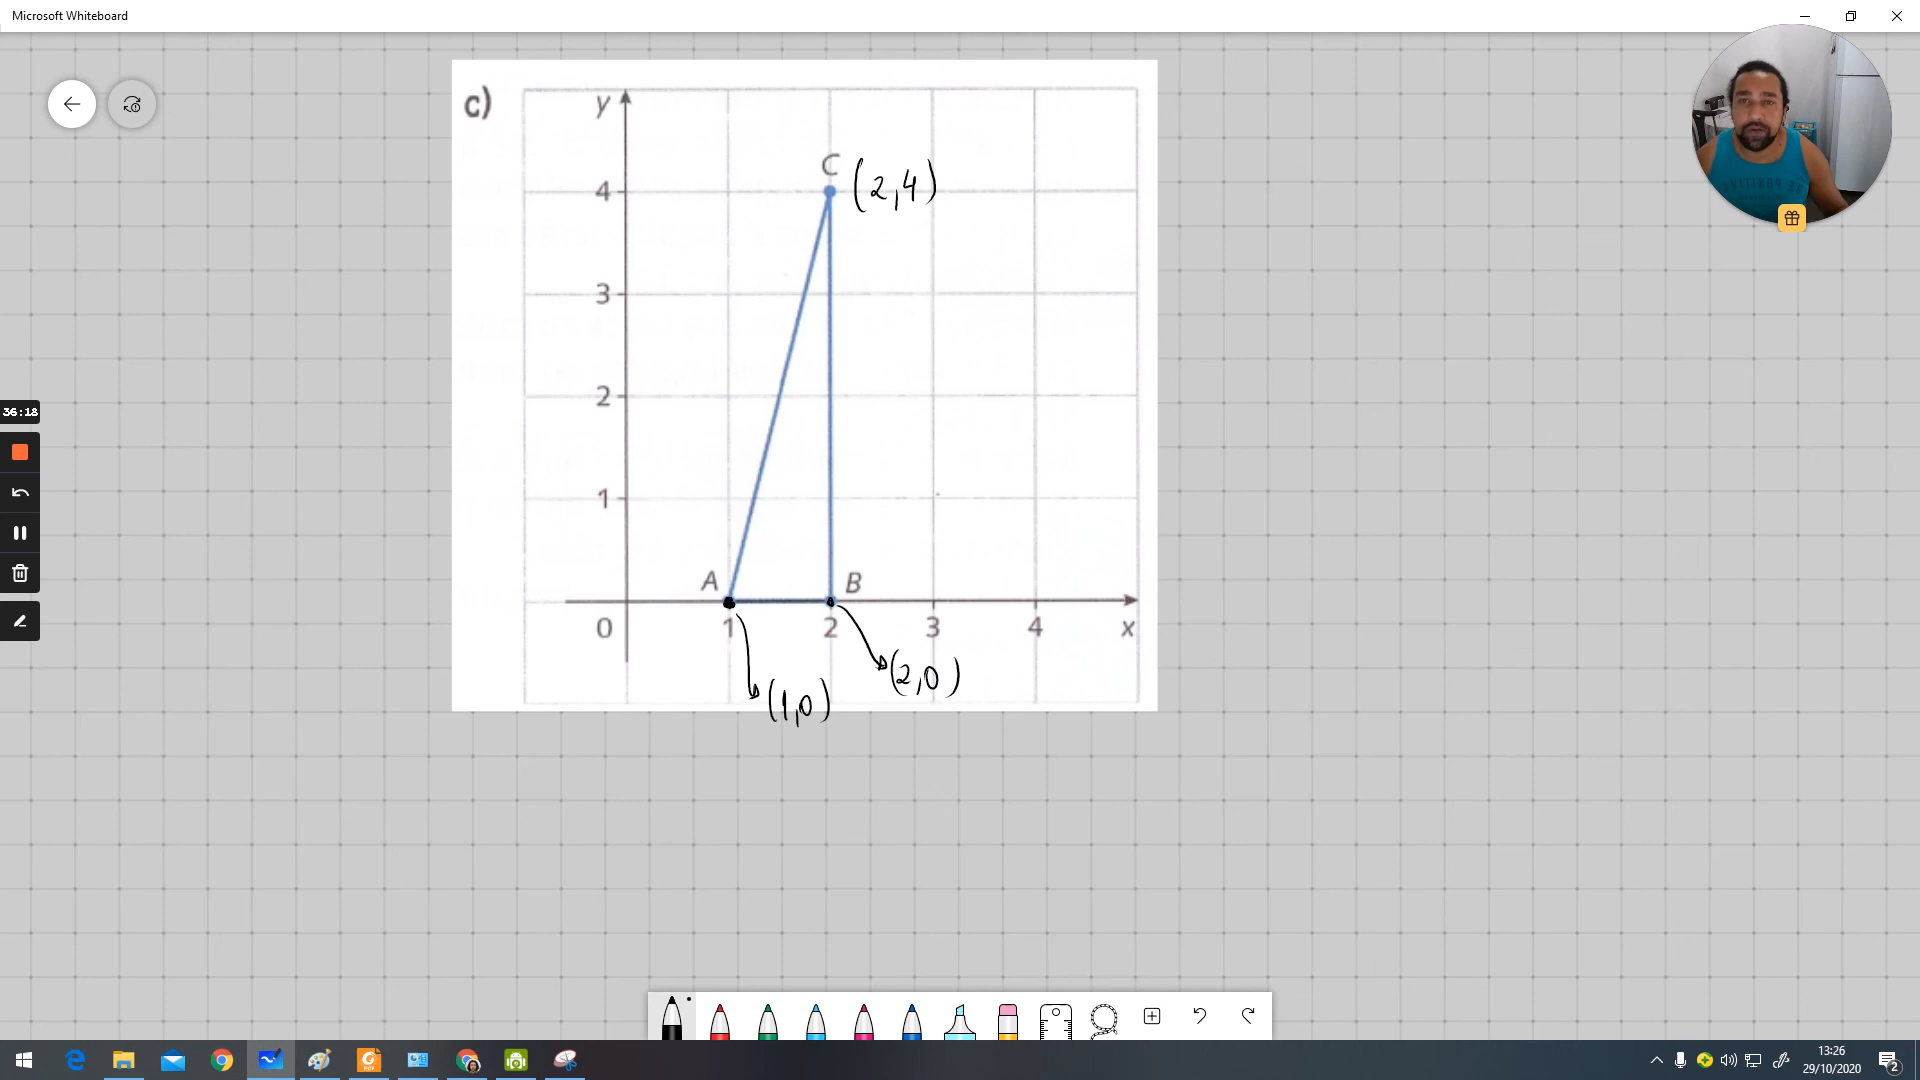 Microsoft Whiteboard
c)
y
C (2,4)
4
3
2
1
A B
0 1 2 3 4 x
(2,0)
(1,0)
36:18
13:26
29/10/2020
2